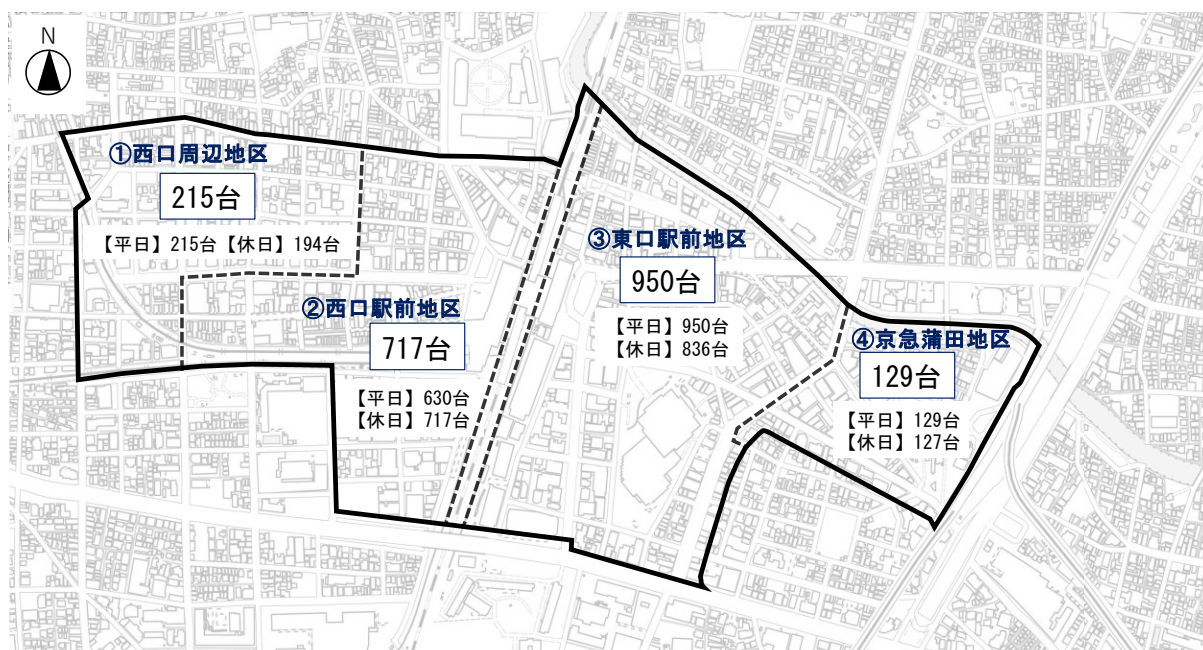 N
①西口周辺地区
215台
【平日】215台【休日】194台
②西口駅前地区
717台
【平日】630台
【休日】717台
③東口駅前地区
950台
【平日】950台
【休日】836台
④京急蒲田地区
129台
【平日】129台
【休日】127台